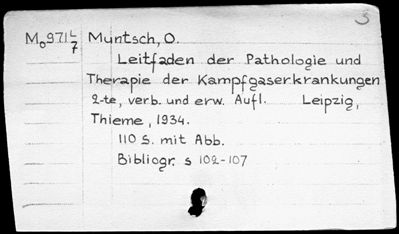 3
Mo971L/7 Muntsch, O.
Leitfaden der Pathologie und
Therapie der Kampfgaserkrankungen
2-te, verb. und erw. Aufl. Leipzig,
Thieme, 1934.
110 S. mit Abb.
Bibliogr. s 102-107